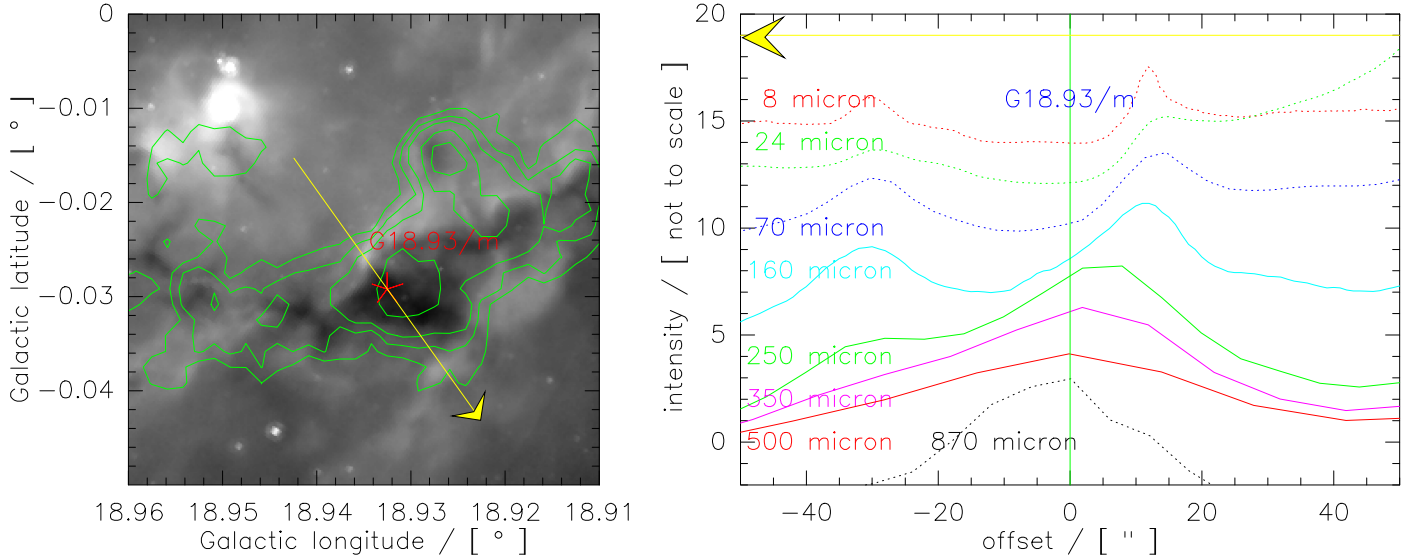 0
−0.01
−0.02
−0.03
−0.04
Galactic latitude / [ ° ]
G18.93/m
18.96 18.95 18.94 18.93 18.92 18.91
Galactic longitude / [ ° ]
20
15
10
5
0
intensity / [ not to scale ]
8 micron
G18.93/m
24 micron
70 micron
160 micron
250 micron
350 micron
500 micron
870 micron
−40 −20 0 20 40
offset / [ " ]